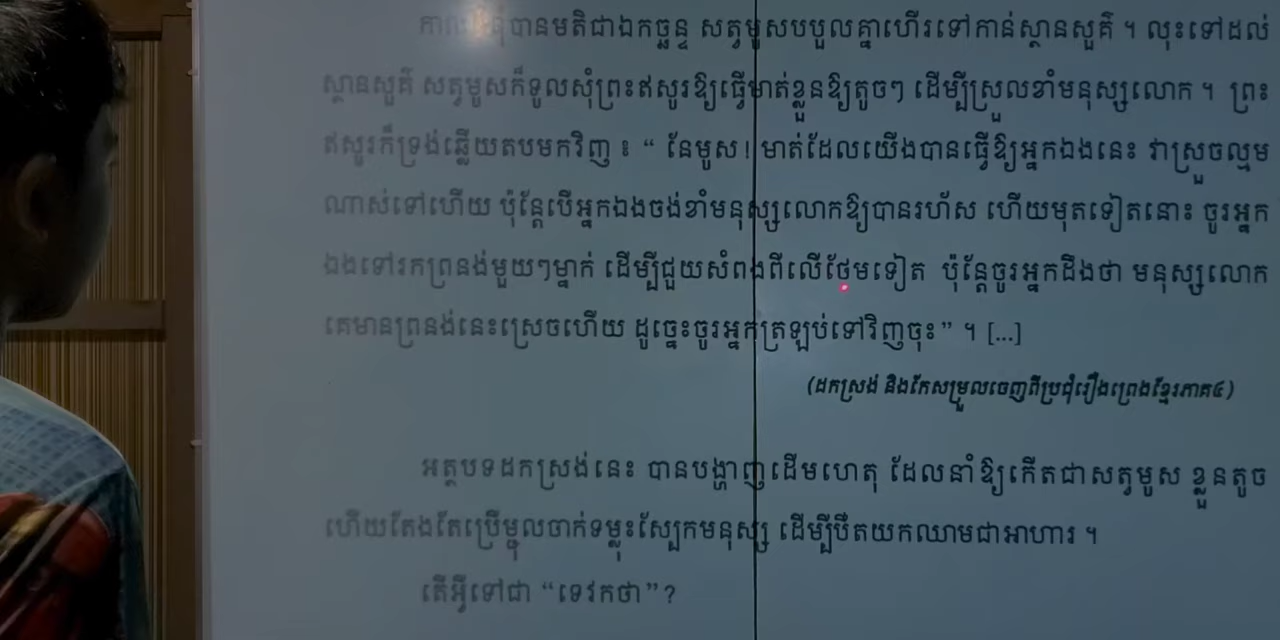 កាលបើនុំបានមតិជាឯកច្ឆន្ទ សត្វមូសបបួលគ្នាហើរទៅកាន់ស្ថានសួគ៌ ។ លុះទៅដល់
ស្ថានសួគ៌ សត្វមូសក៏ទូលសុំព្រះឥសូរឱ្យធ្វើមាត់ខ្លួនឱ្យតូចៗ ដើម្បីស្រួលខាំមនុស្សលោក ។ ព្រះ
ឥសូរក៏ទ្រង់ឆ្លើយតបមកវិញ ៖ “ នែមូស! មាត់ដែលយើងបានធ្វើឱ្យអ្នកឯងនេះ វាស្រួចល្មម
ណាស់ទៅហើយ ប៉ុន្តែបើអ្នកឯងចង់ខាំមនុស្សលោកឱ្យបានរហ័ស ហើយមុតទៀតនោះ ចូរអ្នក
ឯងទៅរកព្រនង់មួយៗម្នាក់ ដើម្បីជួយសំពងពីលើថែមទៀត ប៉ុន្តែចូរអ្នកដឹងថា មនុស្សលោក
គេមានព្រនង់នេះស្រេចហើយ ដូច្នេះចូរអ្នកត្រឡប់ទៅវិញចុះ” ។ [...]
(ដកស្រង់ និងកែសម្រួលចេញពីប្រជុំរឿងព្រេងខ្មែរភាគ៤)
អត្ថបទដកស្រង់នេះ បានបង្ហាញដើមហេតុ ដែលនាំឱ្យកើតជាសត្វមូស ខ្លួនតូច
ហើយតែងតែប្រើម្ជុលចាក់ទម្លុះស្បែកមនុស្ស ដើម្បីបឺតយកឈាមជាអាហារ ។
តើអ្វីទៅជា “ទេវកថា”?